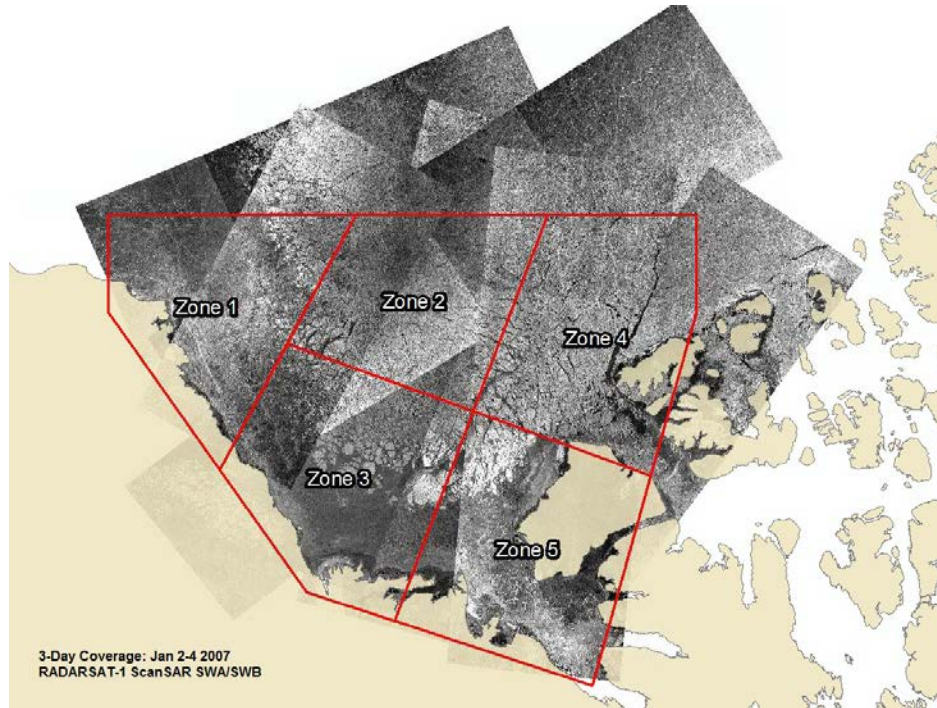 Zone 1
Zone 2
Zone 4
Zone 3
Zone 5
3-Day Coverage: Jan 2-4 2007
RADARSAT-1 ScanSAR SWA/SWB